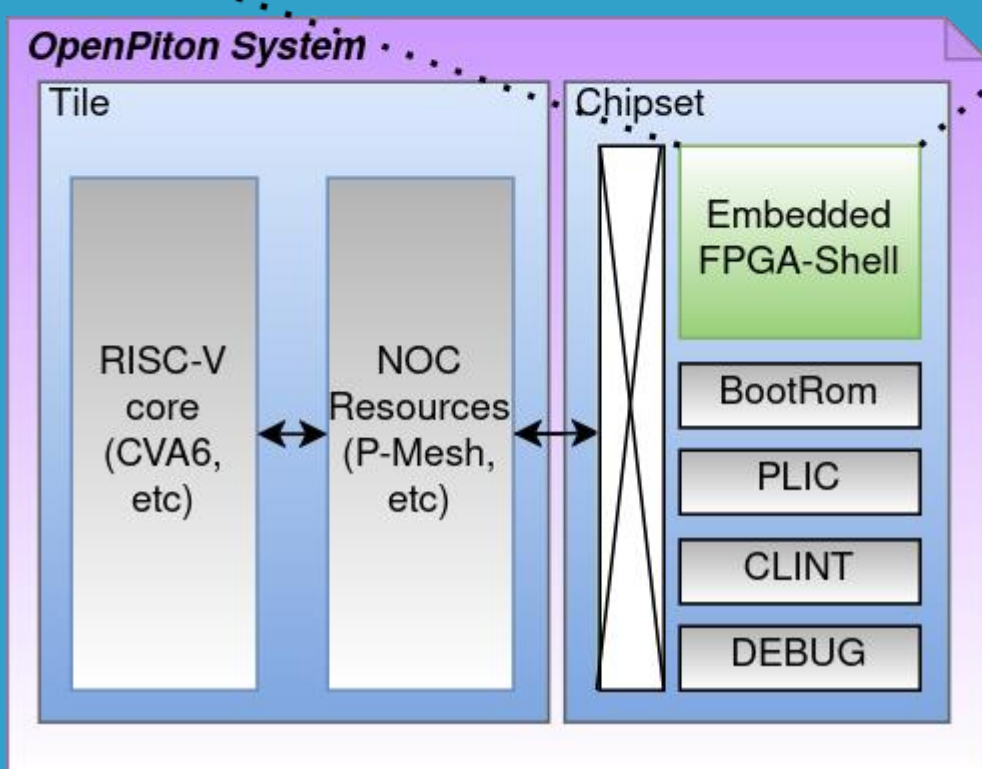 OpenPiton System
Tile
Chipset
RISC-V
core
(CVA6,
etc)
NOC
Resources
(P-Mesh,
etc)
Embedded
FPGA-Shell
BootRom
PLIC
CLINT
DEBUG